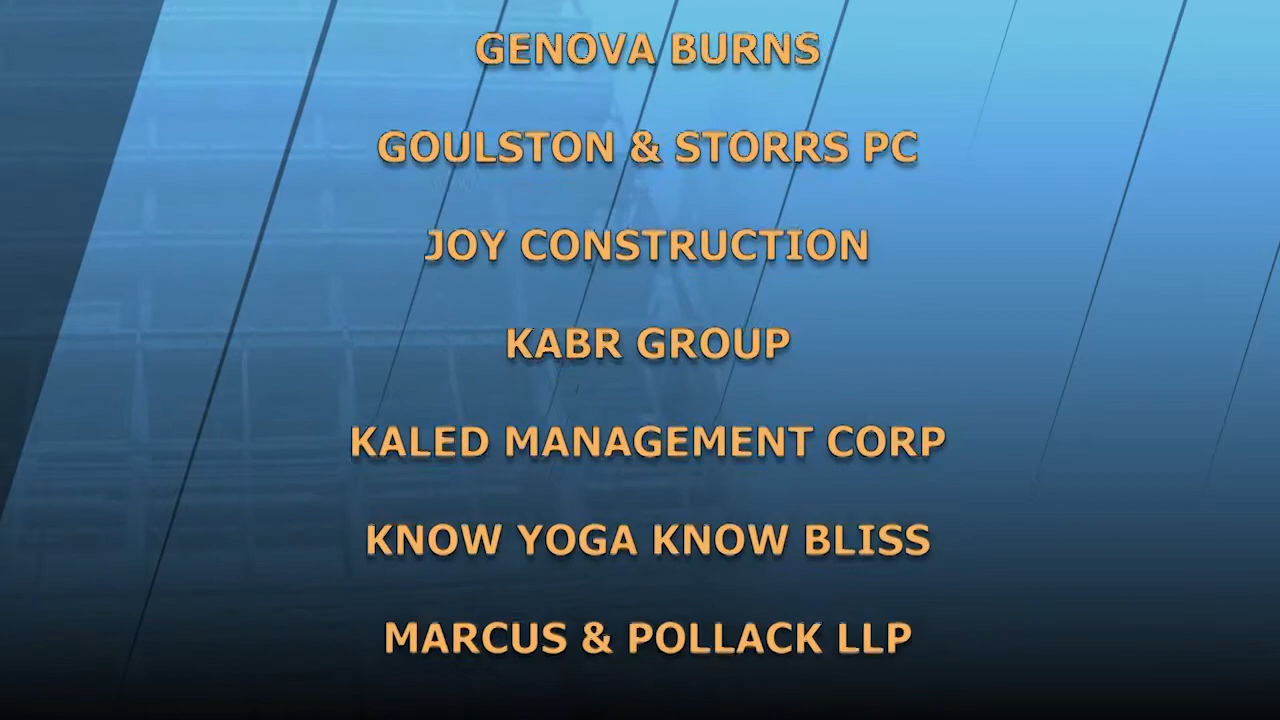 GENOVA BURNS
GOULSTON & STORRS PC
JOY CONSTRUCTION
KABR GROUP
KALED MANAGEMENT CORP
KNOW YOGA KNOW BLISS
MARCUS & POLLACK LLP